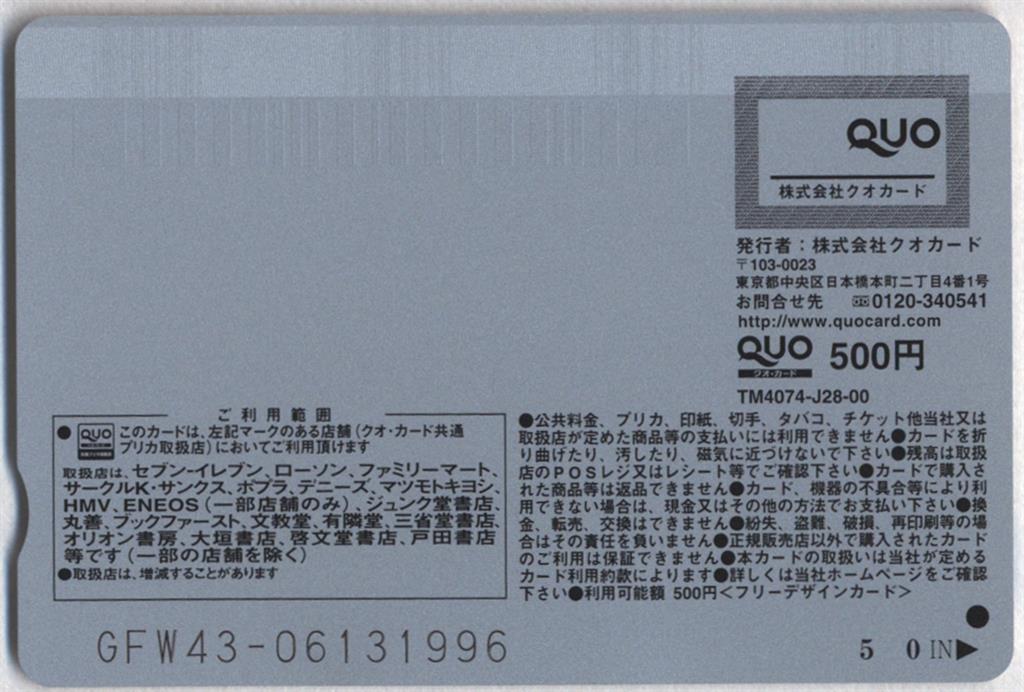 QUO
株式会社クオカード
発行者：株式会社クオカード
〒103-0023
東京都中央区日本橋本町二丁目4番1号
お問合せ先 0120-340541
http://www.quocard.com
QUO 500円
クオ・カード
TM4074-J28-00
ご利用範囲
●QUO このカードは、左記マークのある店舗（クオ・カード共通
プリカ取扱店）においてご利用頂けます
取扱店は、セブン-イレブン、ローソン、ファミリーマート、
サークルK・サンクス、ポプラ、デニーズ、マツモトキヨシ、
HMV、ENEOS（一部店舗のみ）、ジュンク堂書店、
丸善、ブックファースト、文教堂、有隣堂、三省堂書店、
オリオン書房、大垣書店、啓文堂書店、戸田書店
等です（一部の店舗を除く）
●取扱店は、増減することがあります
●公共料金、プリカ、印紙、切手、タバコ、チケット他当社又は
取扱店が定めた商品等の支払いには利用できません●カードを折
り曲げたり、汚したり、磁気に近づけないで下さい●残高は取扱
店のPOSレジ又はレシート等でご確認下さい●カードで購入さ
れた商品等は返品できません●カード、機器の不具合等により利
用できない場合は、現金又はその他の方法でお支払い下さい●換
金、転売、交換はできません●紛失、盗難、破損、再印刷等の場
合はその責任を負いません●正規販売店以外で購入されたカード
のご利用は保証できません●本カードの取扱いは当社が定める
カード利用約款によります●詳しくは当社ホームページをご確認
下さい●利用可能額 500円＜フリーデザインカード＞
GFW43-06131996
5 0 IN▶